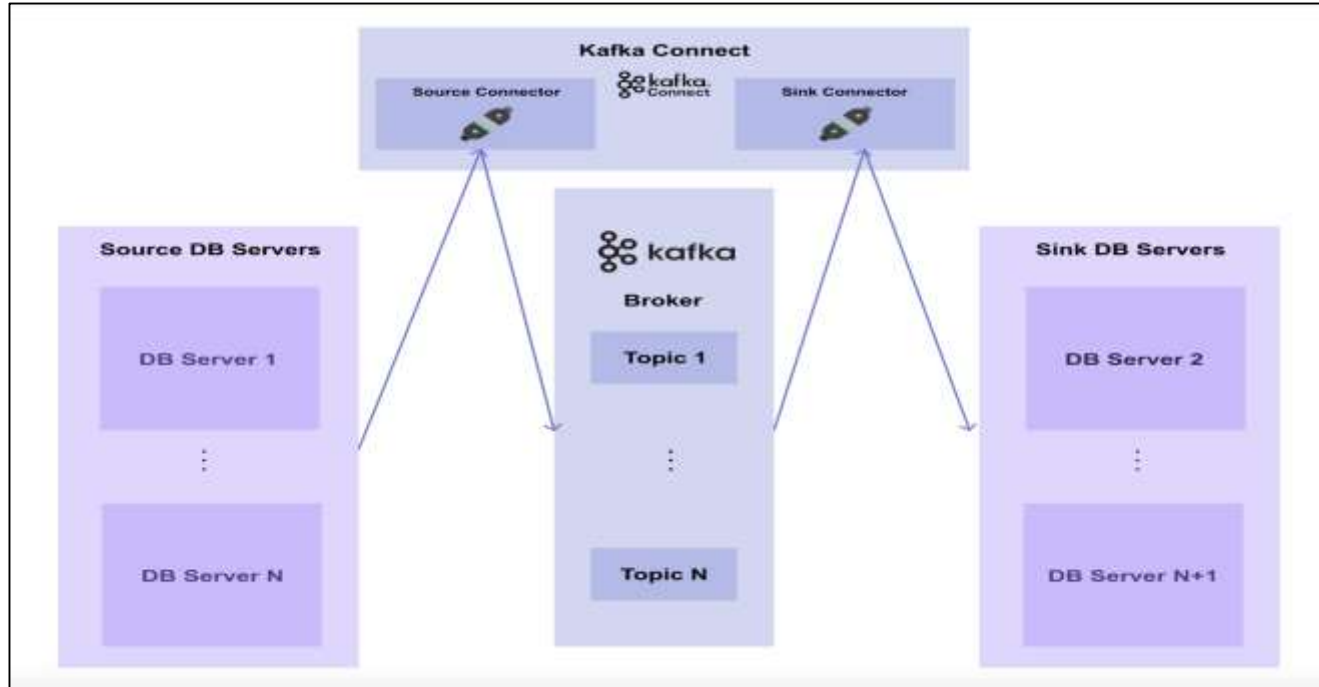 Kafka Connect
Source Connector
kafka
Connect
Sink Connector
Source DB Servers
DB Server 1
⋮
DB Server N
kafka
Broker
Topic 1
⋮
Topic N
Sink DB Servers
DB Server 2
⋮
DB Server N+1